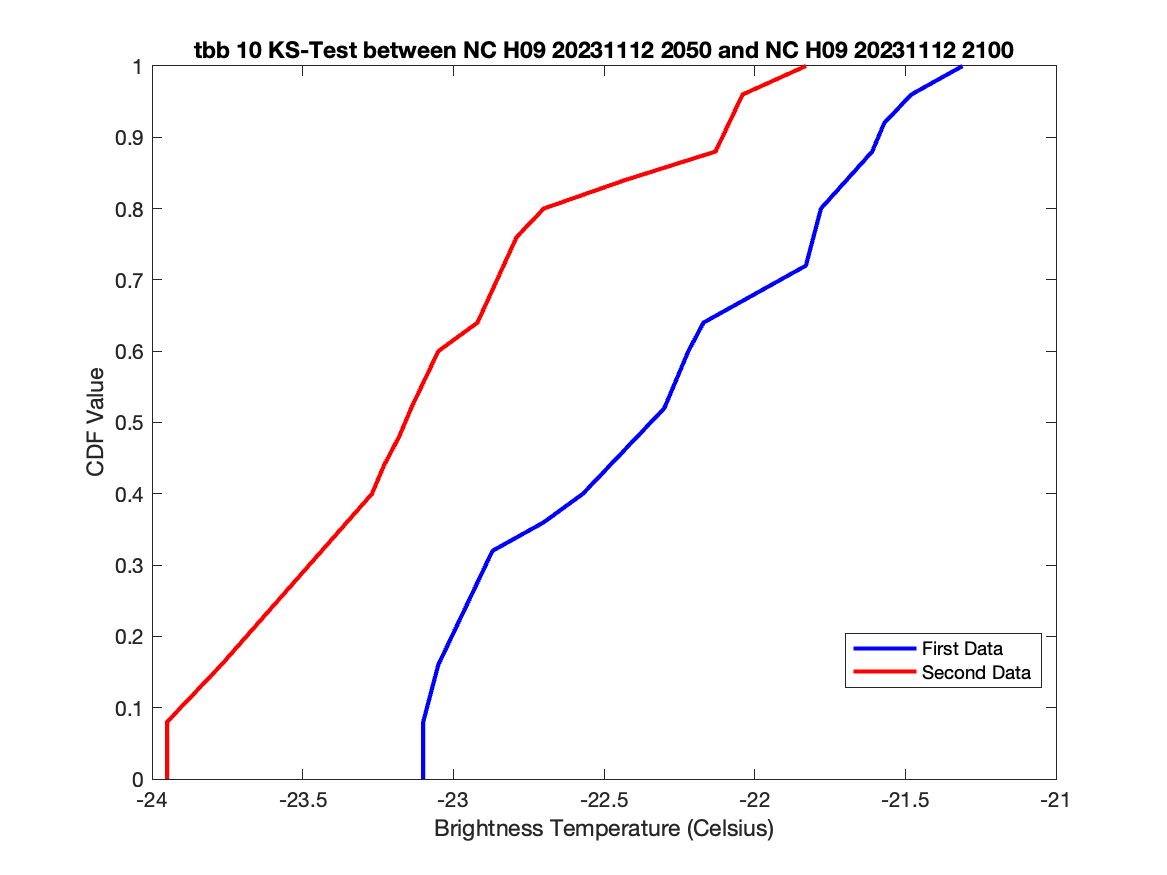 tbb 10 KS-Test between NC H09 20231112 2050 and NC H09 20231112 2100
1
0.9
0.8
0.7
0.6
0.5
0.4
0.3
0.2
0.1
0
CDF Value
First Data
Second Data
-24 -23.5 -23 -22.5 -22 -21.5 -21
Brightness Temperature (Celsius)